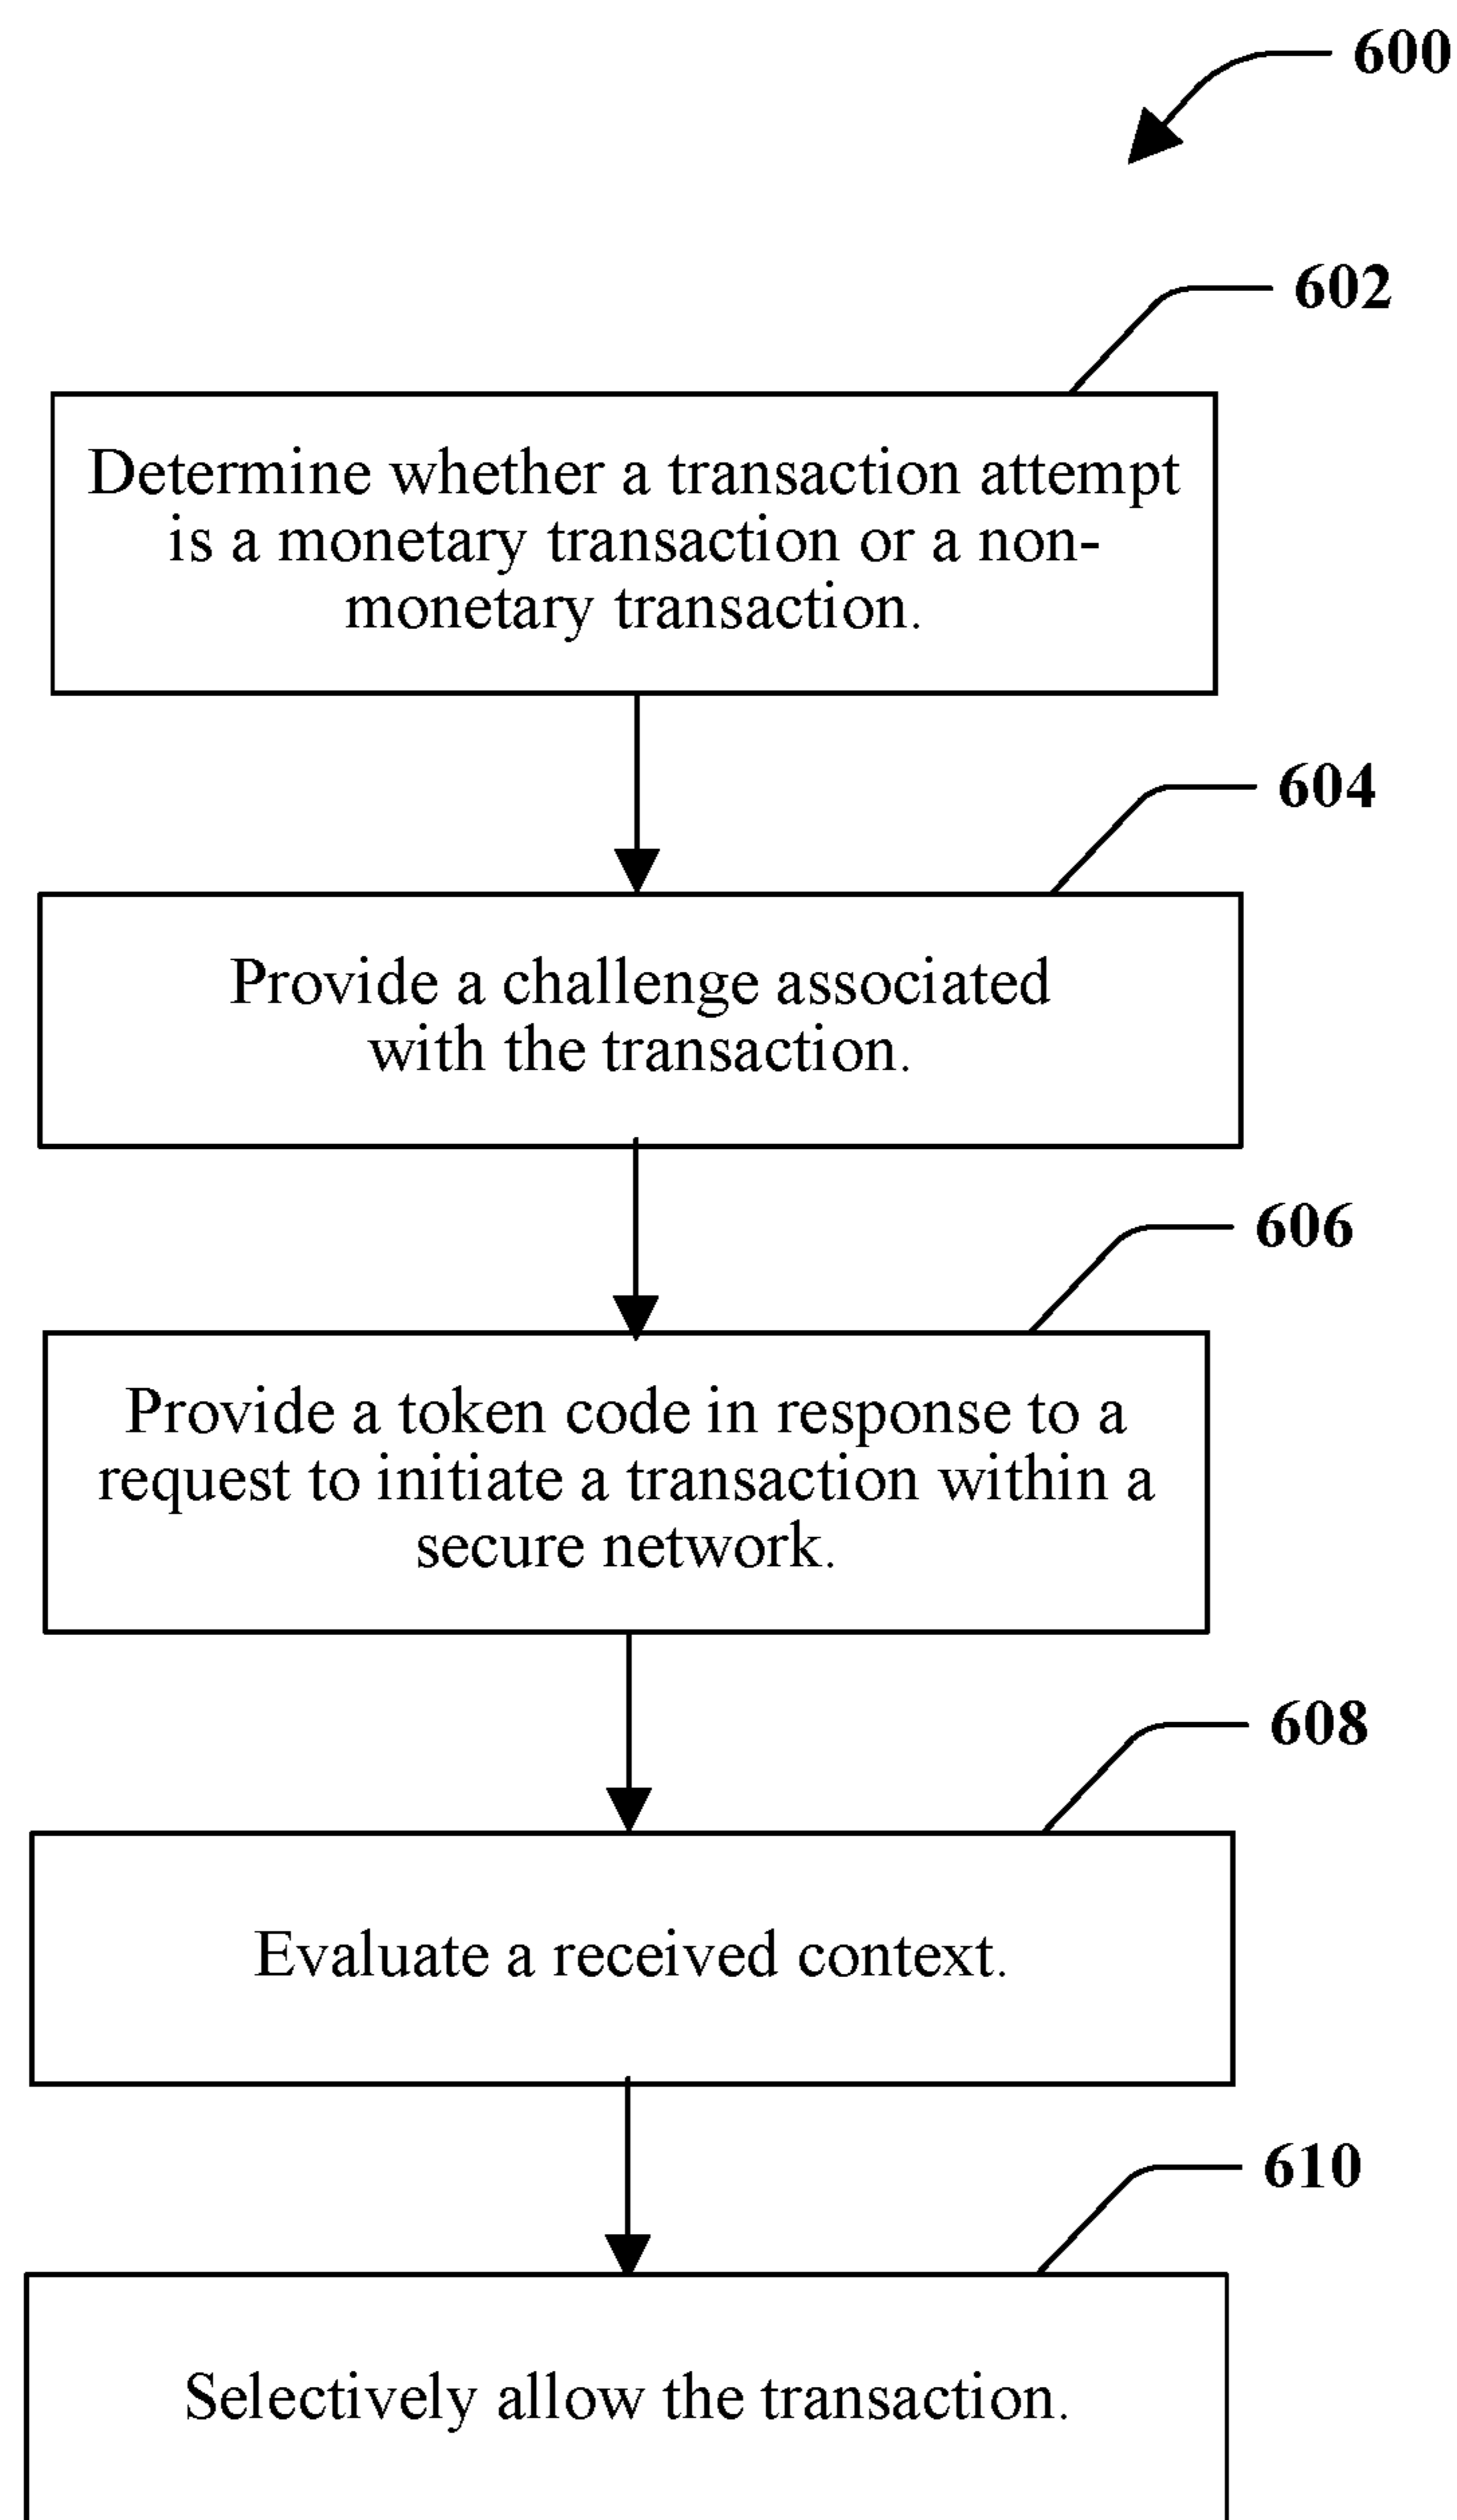 600
602
Determine whether a transaction attempt
is a monetary transaction or a non-
monetary transaction.
604
Provide a challenge associated
with the transaction.
606
Provide a token code in response to a
request to initiate a transaction within a
secure network.
608
Evaluate a received context.
610
Selectively allow the transaction.